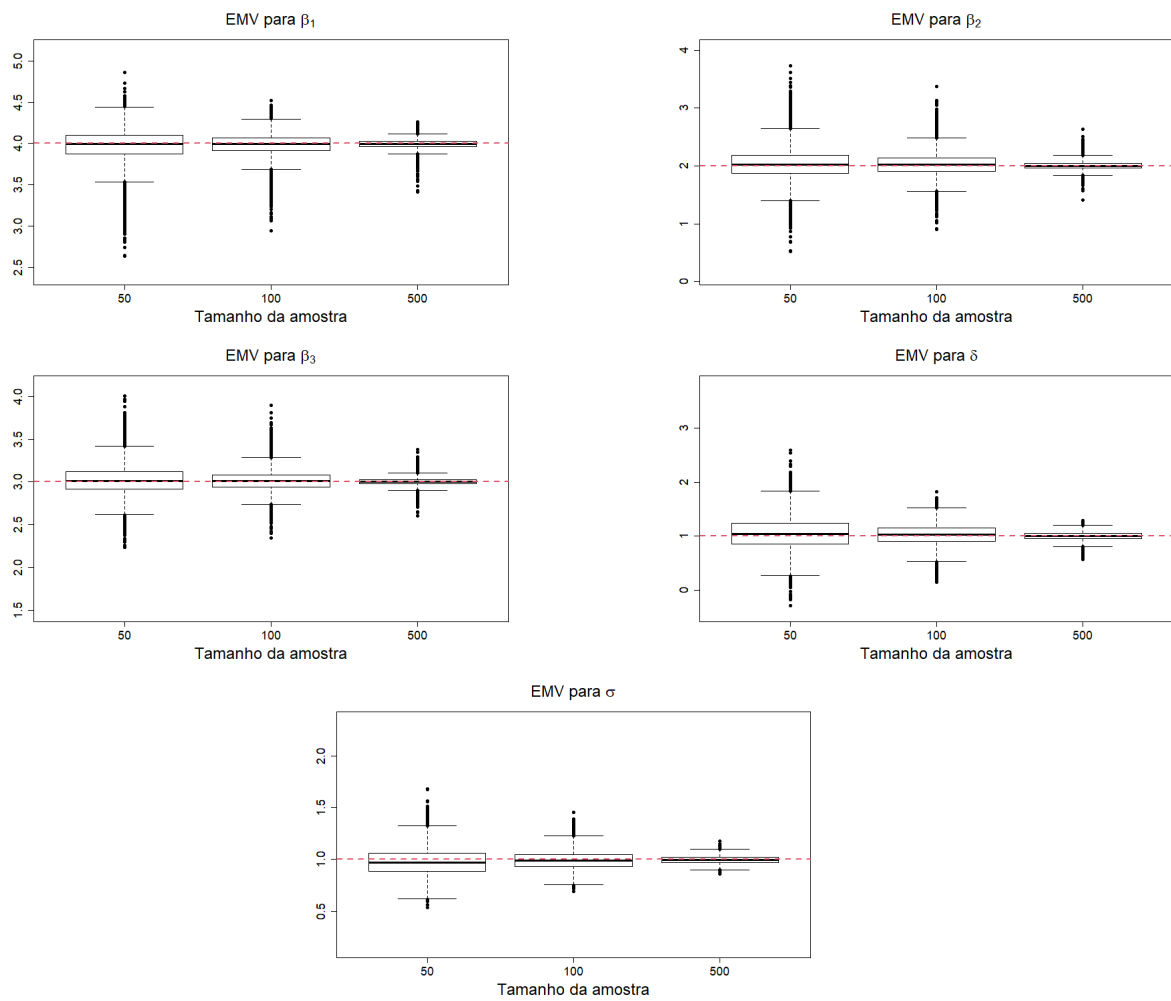 EMV para β₁
5.0
4.5
4.0
3.5
3.0
2.5
50 100 500
Tamanho da amostra
EMV para β₂
4
3
2
1
0
50 100 500
Tamanho da amostra
EMV para β₃
4.0
3.5
3.0
2.5
2.0
1.5
50 100 500
Tamanho da amostra
EMV para δ
3
2
1
0
50 100 500
Tamanho da amostra
EMV para σ
2.0
1.5
1.0
0.5
50 100 500
Tamanho da amostra